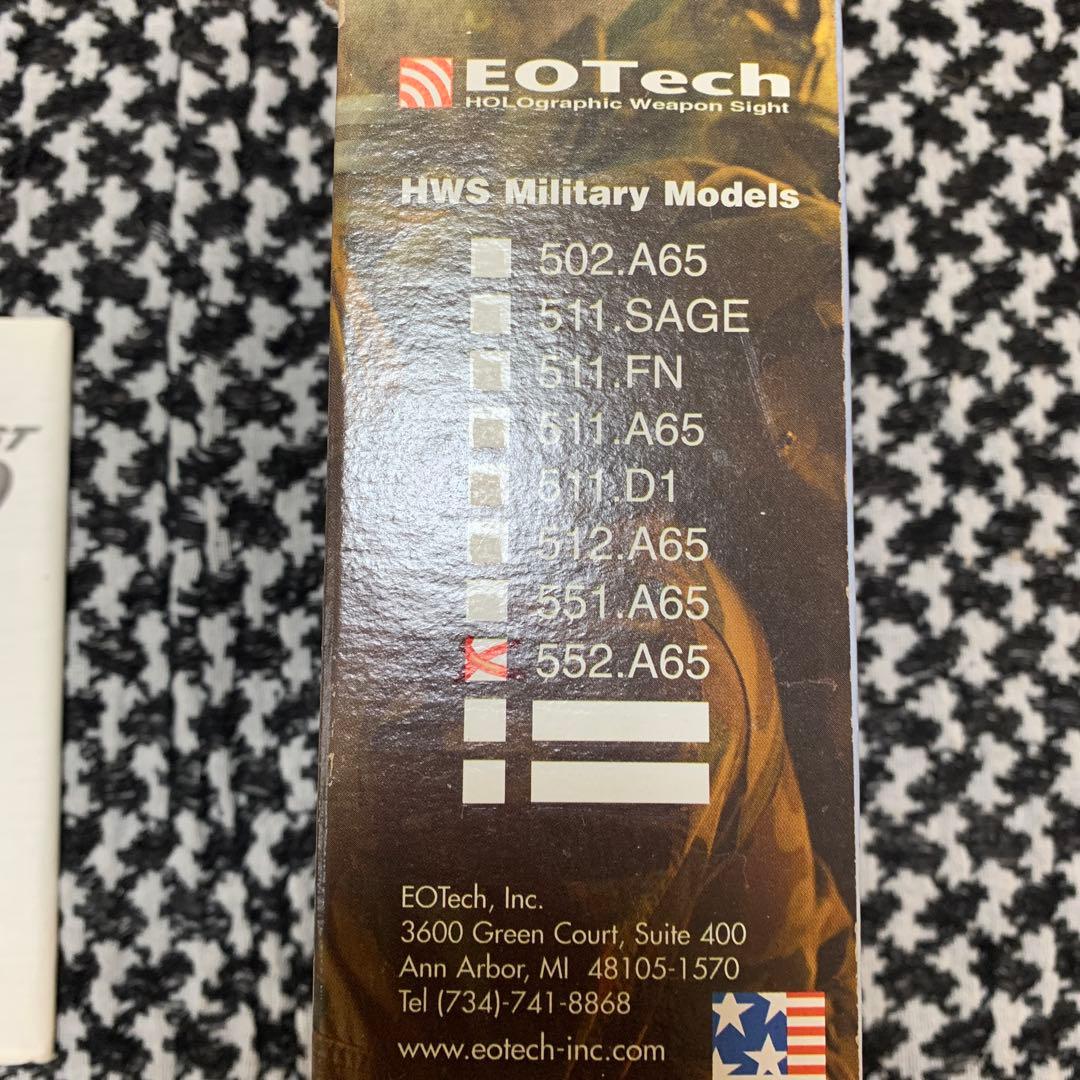 EOTech
HOLOgraphic Weapon Sight
HWS Military Models
502.A65
511.SAGE
511.FN
511.A65
511.D1
512.A65
551.A65
552.A65
EOTech, Inc.
3600 Green Court, Suite 400
Ann Arbor, MI 48105-1570
Tel (734)-741-8868
www.eotech-inc.com